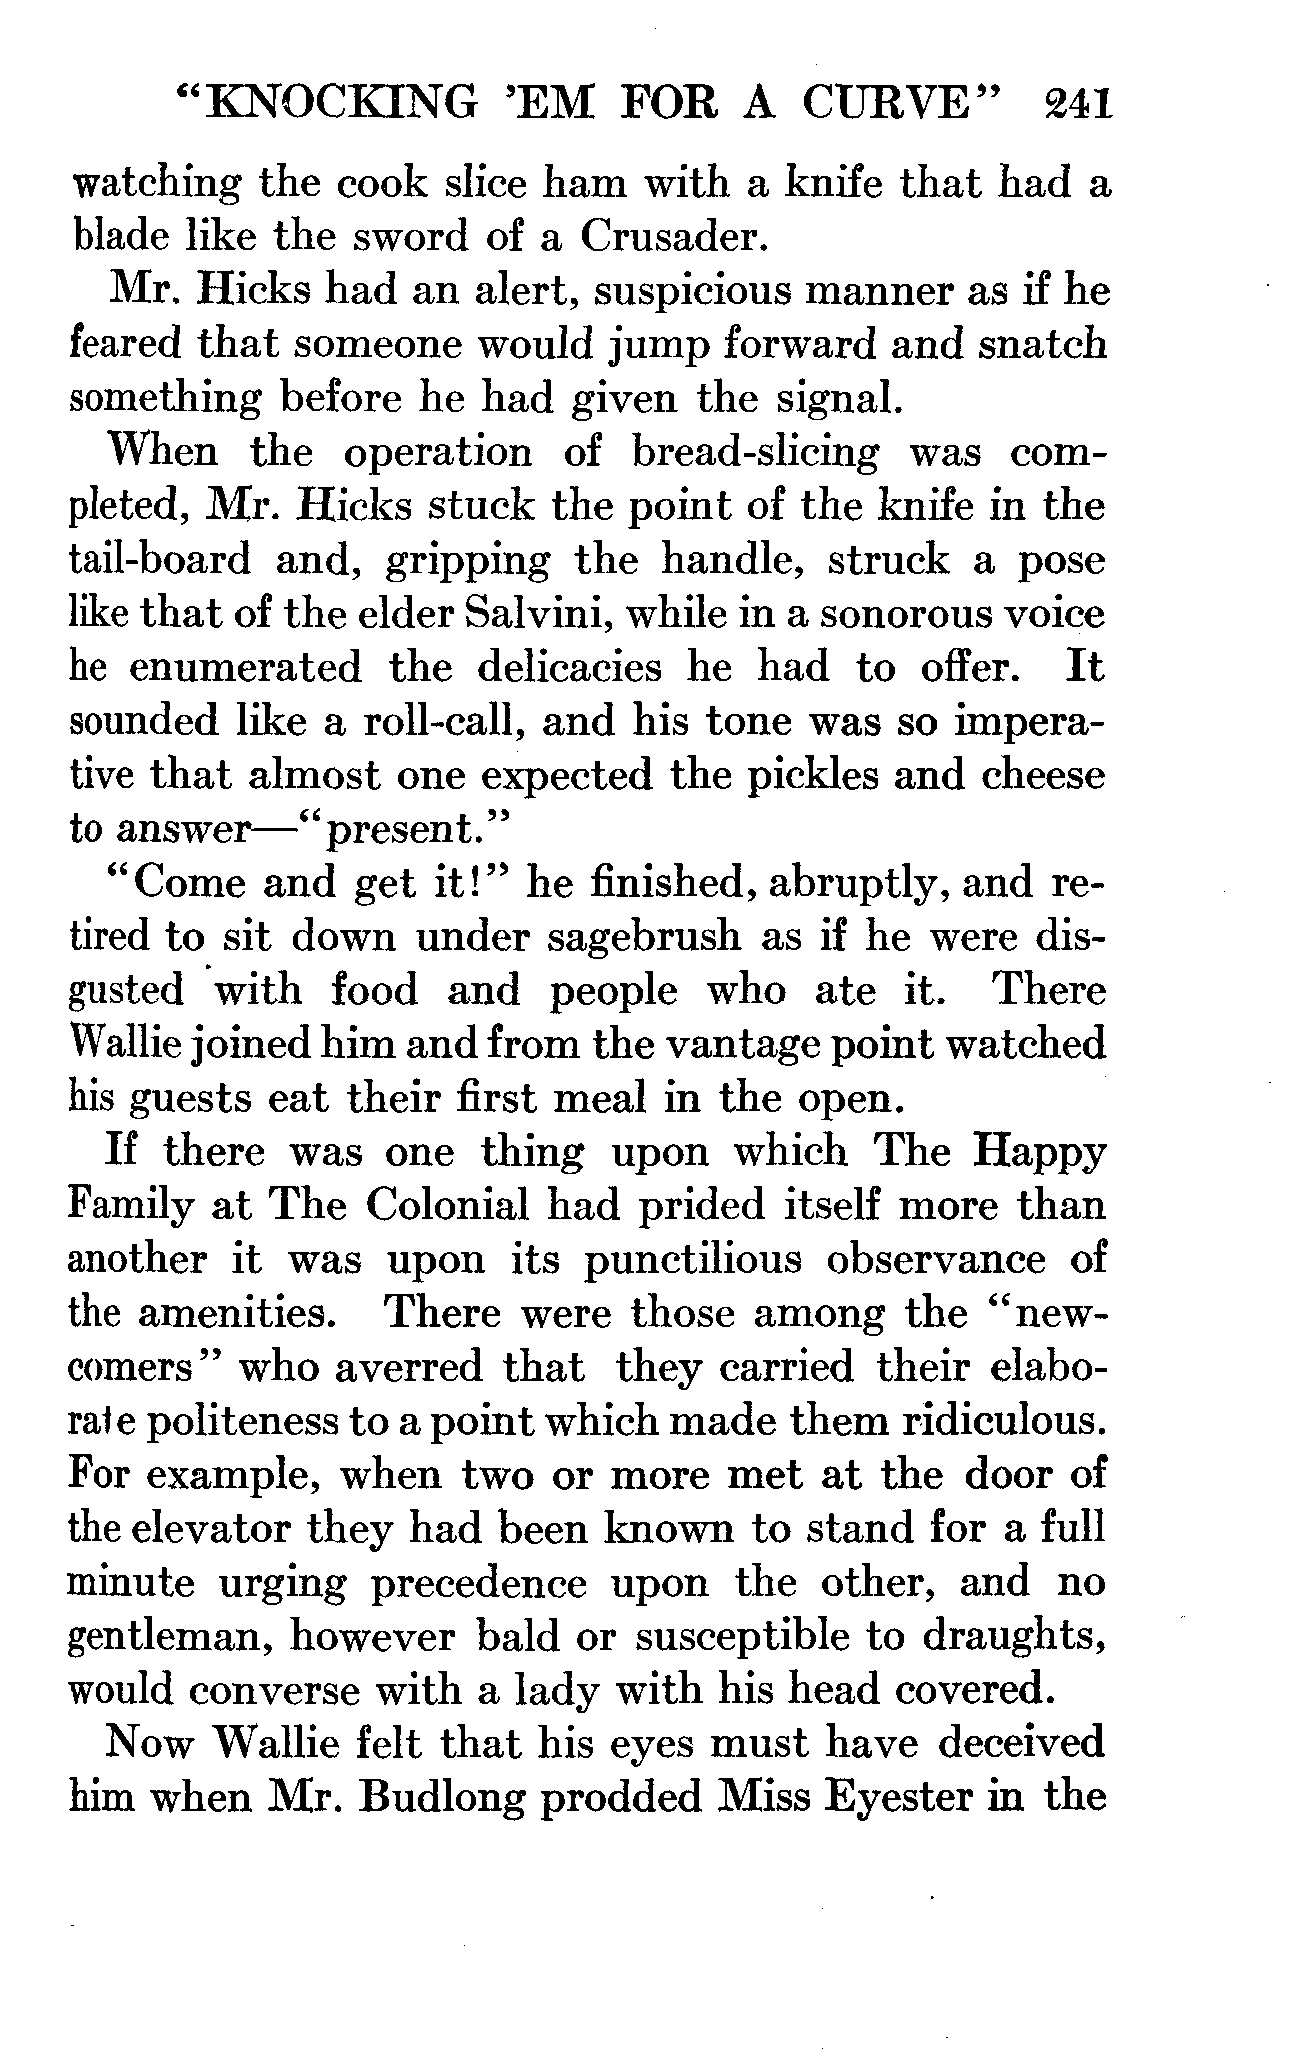 "KNOCKING 'EM FOR A CURVE" 241
watching the cook slice ham with a knife that had a
blade like the sword of a Crusader.
Mr. Hicks had an alert, suspicious manner as if he
feared that someone would jump forward and snatch
something before he had given the signal.
When the operation of bread-slicing was com-
pleted, Mr. Hicks stuck the point of the knife in the
tail-board and, gripping the handle, struck a pose
like that of the elder Salvini, while in a sonorous voice
he enumerated the delicacies he had to offer. It
sounded like a roll-call, and his tone was so impera-
tive that almost one expected the pickles and cheese
to answer—"present."
"Come and get it!" he finished, abruptly, and re-
tired to sit down under sagebrush as if he were dis-
gusted with food and people who ate it. There
Wallie joined him and from the vantage point watched
his guests eat their first meal in the open.
If there was one thing upon which The Happy
Family at The Colonial had prided itself more than
another it was upon its punctilious observance of
the amenities. There were those among the "new-
comers" who averred that they carried their elabo-
rate politeness to a point which made them ridiculous.
For example, when two or more met at the door of
the elevator they had been known to stand for a full
minute urging precedence upon the other, and no
gentleman, however bald or susceptible to draughts,
would converse with a lady with his head covered.
Now Wallie felt that his eyes must have deceived
him when Mr. Budlong prodded Miss Eyester in the